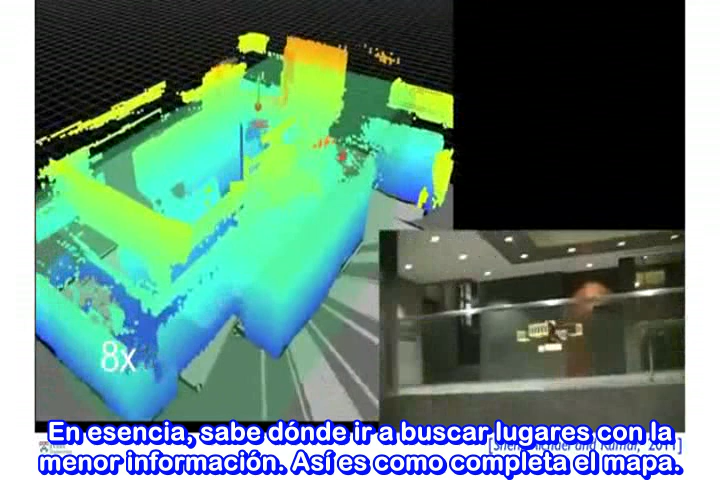 8x
En esencia, sabe dónde ir a buscar lugares con la
menor información. Así es como completa el mapa.